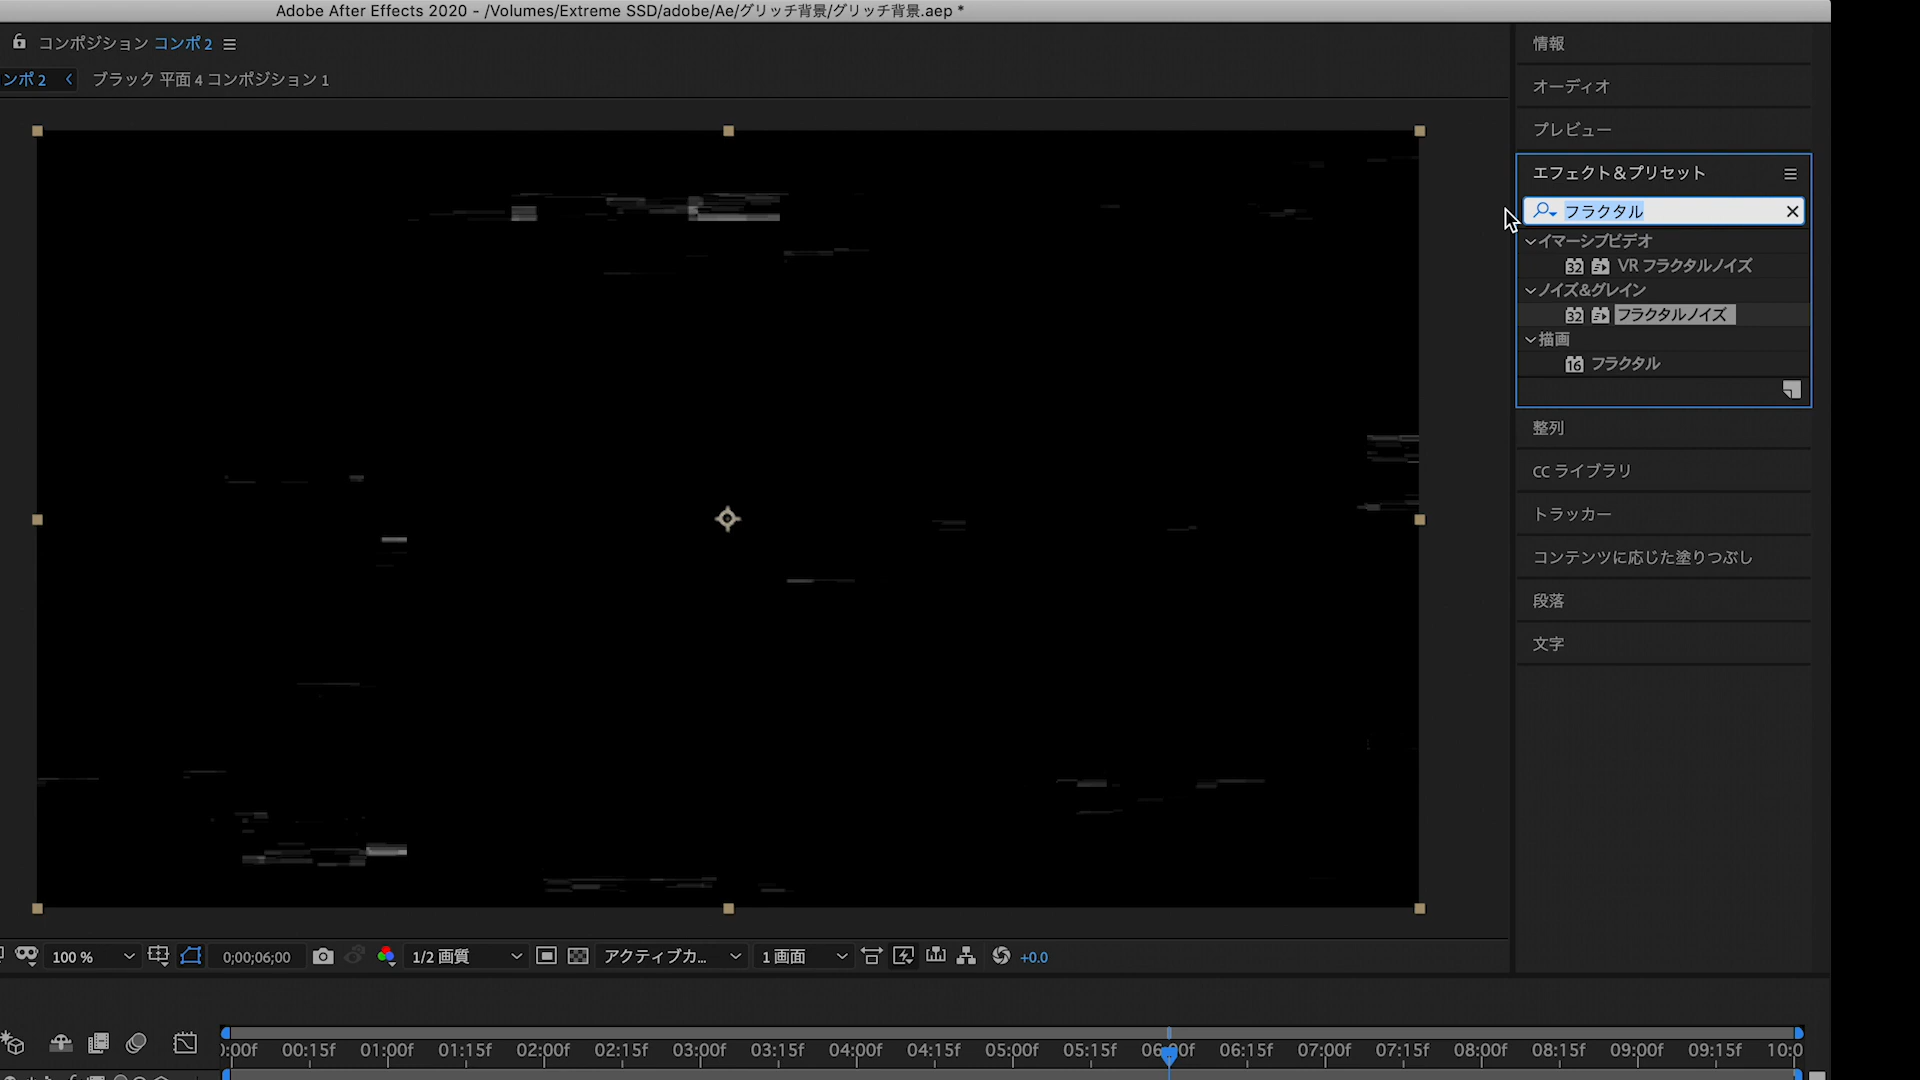 Adobe After Effects 2020 - /Volumes/Extreme SSD/adobe/Ae/グリッチ背景/グリッチ背景.aep *
コンポジション コンポ 2
ンポ 2 ブラック 平面 4 コンポジション 1
情報
オーディオ
プレビュー
エフェクト＆プリセット
フラクタル
イマーシブビデオ
32 VR フラクタルノイズ
ノイズ&グレイン
32 フラクタルノイズ
描画
16 フラクタル
整列
CC ライブラリ
トラッカー
コンテンツに応じた塗りつぶし
段落
文字
100 % 0;00;06;00 1/2 画質 アクティブカ... 1 画面 +0.0
):00f 00:15f 01:00f 01:15f 02:00f 02:15f 03:00f 03:15f 04:00f 04:15f 05:00f 05:15f 06:00f 06:15f 07:00f 07:15f 08:00f 08:15f 09:00f 09:15f 10:0